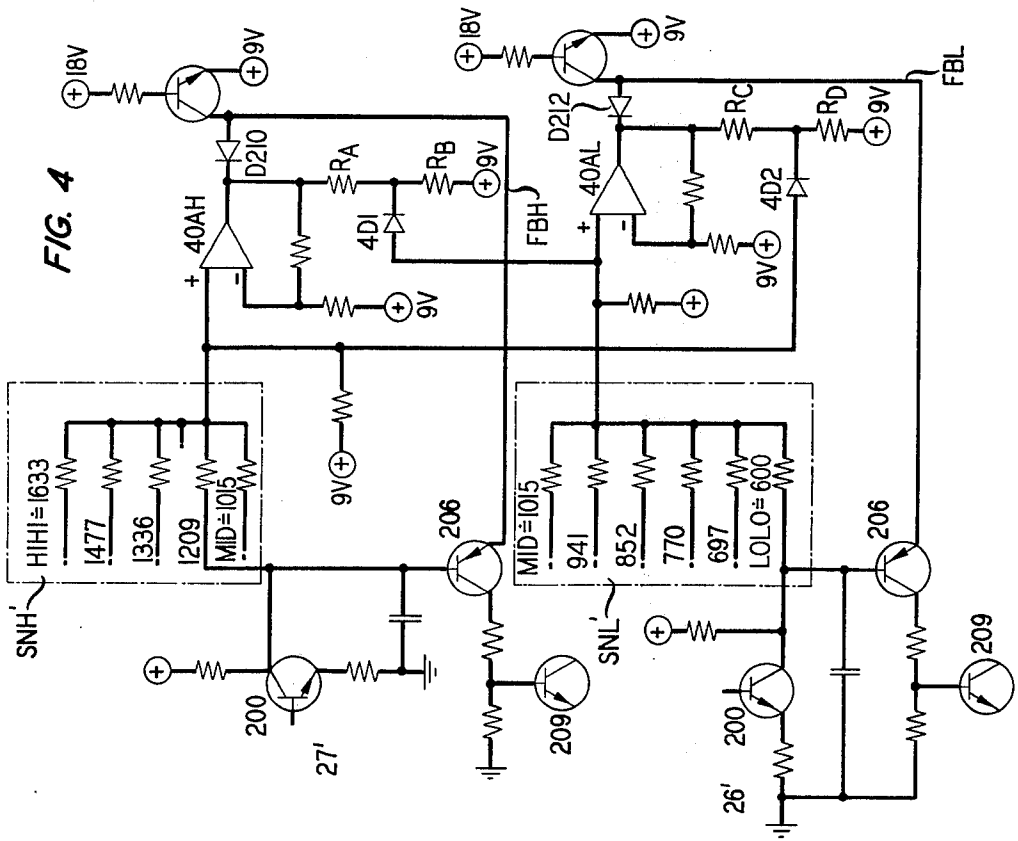 FIG. 4
18V
9V
D210
40AH
+
-
RA
RB
9V
4D1
9V
FBH
18V
9V
D212
40AL
+
-
RC
RD
9V
4D2
9V
FBL
SNH'
HIHI≐1633
1477
1336
1209
MID≐1015
9V
200
27'
206
209
SNL'
MID≐1015
941
852
770
697
LOLO≐600
200
26'
206
209